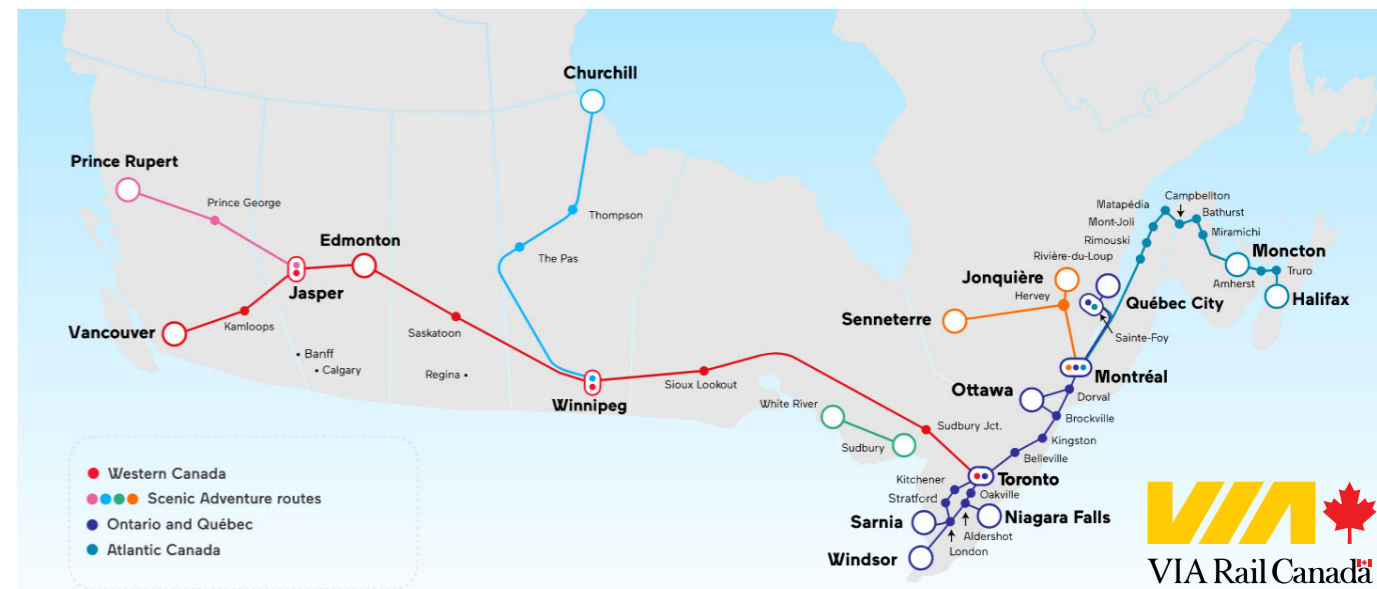 Churchill
Prince Rupert
Prince George
Thompson
Edmonton
The Pas
Jasper
Vancouver
Kamloops
Saskatoon
• Banff
• Calgary
Regina •
Winnipeg
Sioux Lookout
White River
Sudbury
Sudbury Jct.
Campbellton
Matapédia
Bathurst
Mont-Joli
Miramichi
Rimouski
Moncton
Rivière-du-Loup
Truro
Amherst
Halifax
Jonquière
Hervey
Québec City
Senneterre
Sainte-Foy
Montréal
Ottawa
Dorval
Brockville
Kingston
Belleville
Toronto
Kitchener
Oakville
Stratford
Niagara Falls
Sarnia
Aldershot
London
Windsor
Western Canada
Scenic Adventure routes
Ontario and Québec
Atlantic Canada
VIA
VIA Rail Canada